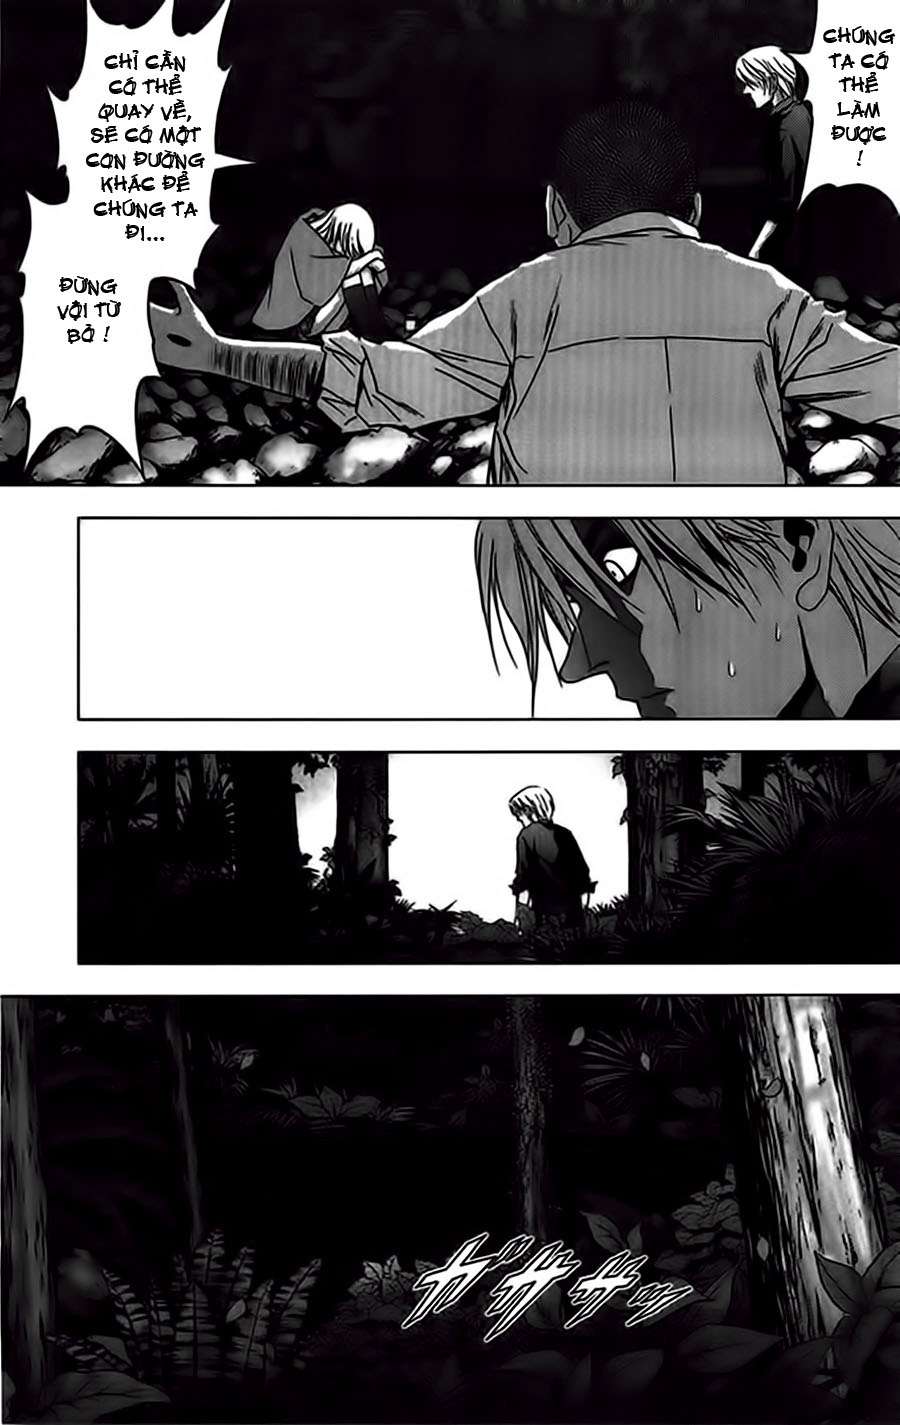 CHÚNG
TA CÓ
THỂ
LÀM
ĐƯỢC
!
CHỈ CẦN
CÓ THỂ
QUAY VỀ,
SẼ CÓ MỘT
CON ĐƯỜNG
KHÁC ĐỂ
CHÚNG TA
ĐI...
ĐỪNG
VỘI TỪ
BỎ !
ガササッ